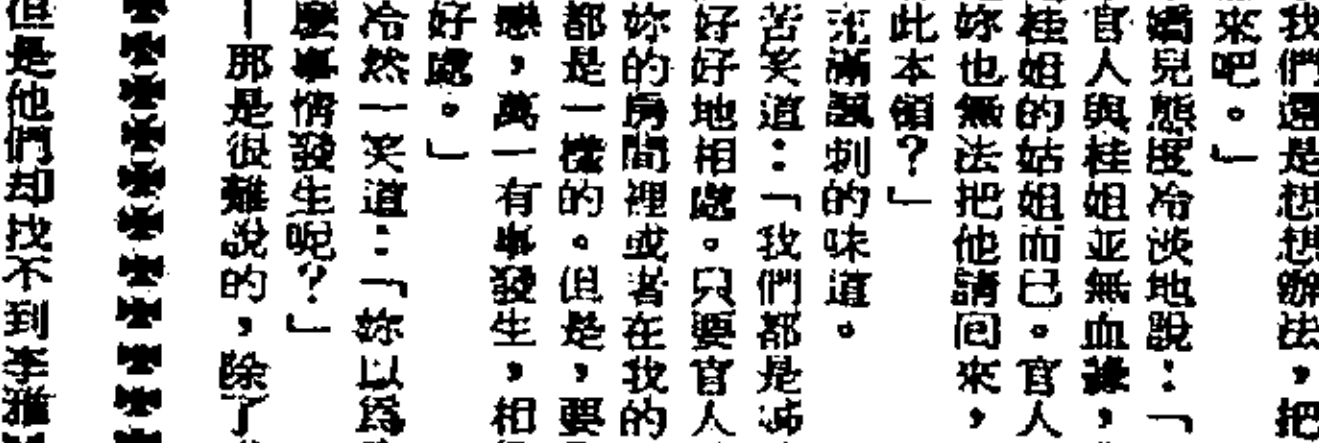 我們還是想想辦法,把
來吧。」
嬌兒態度冷淡地說:「
官人與桂姐並無血緣,
桂姐的姑姐而已。官人
妳也無法把他請回來,
此本領?」
充滿諷刺的味道。
苦笑道:「我們都是姊
好好地相處。只要官人
妳的房間裡或者在我的
都是一樣的。但是,要
戀,萬一有事發生,相
好處。」
冷然一笑道:「妳以爲
麼事情發生呢?」
—那是很難說的,除了
但是他們却找不到李雅